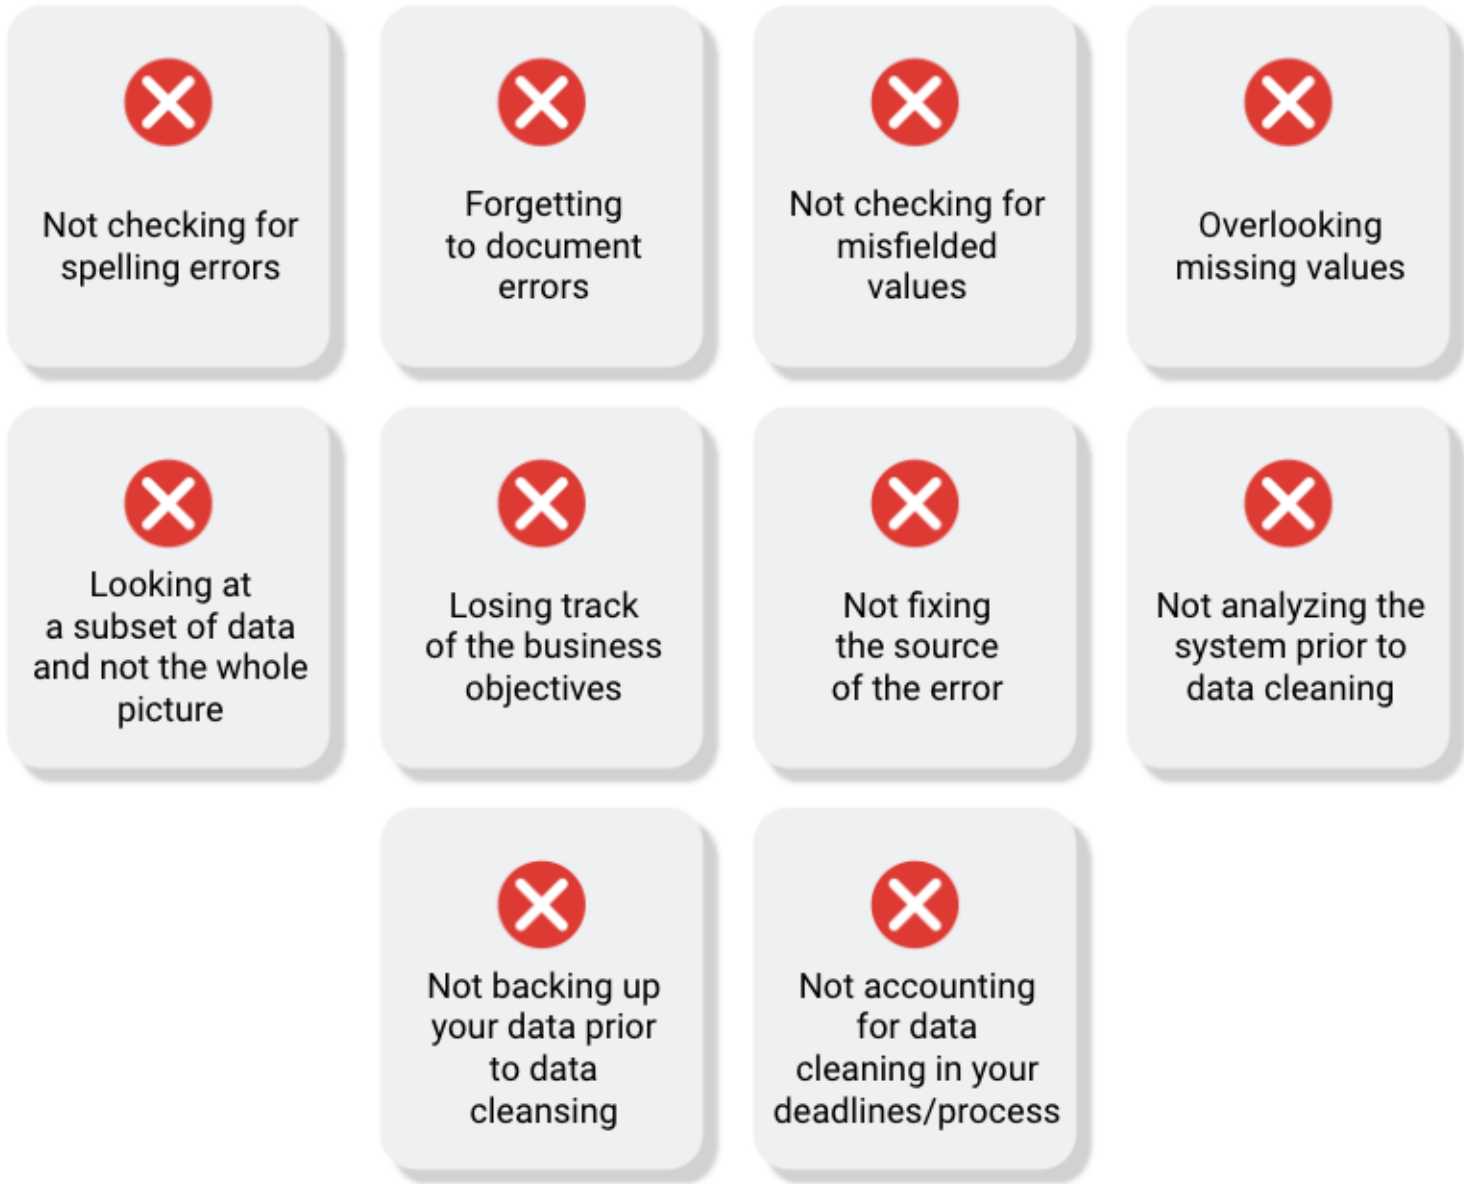 Not checking for
spelling errors
Forgetting
to document
errors
Not checking for
misfielded
values
Overlooking
missing values
Looking at
a subset of data
and not the whole
picture
Losing track
of the business
objectives
Not fixing
the source
of the error
Not analyzing the
system prior to
data cleaning
Not backing up
your data prior
to data
cleansing
Not accounting
for data
cleaning in your
deadlines/process